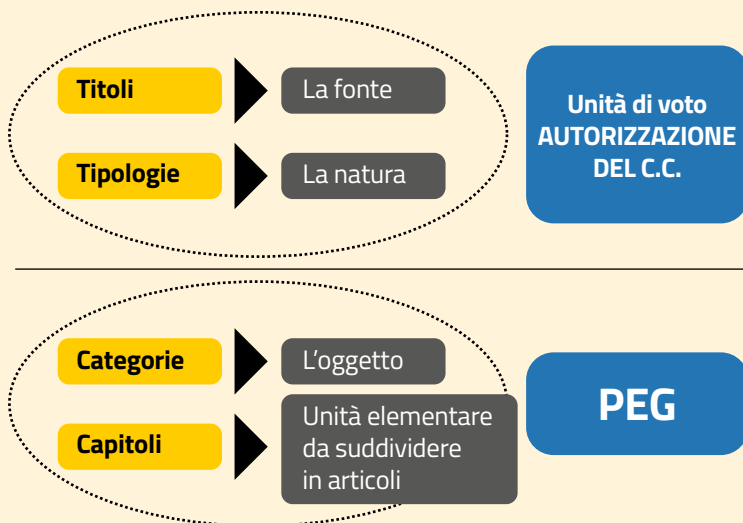 Titoli
La fonte
Tipologie
La natura
Unità di voto
AUTORIZZAZIONE
DEL C.C.
Categorie
L'oggetto
Capitoli
Unità elementare
da suddividere
in articoli
PEG